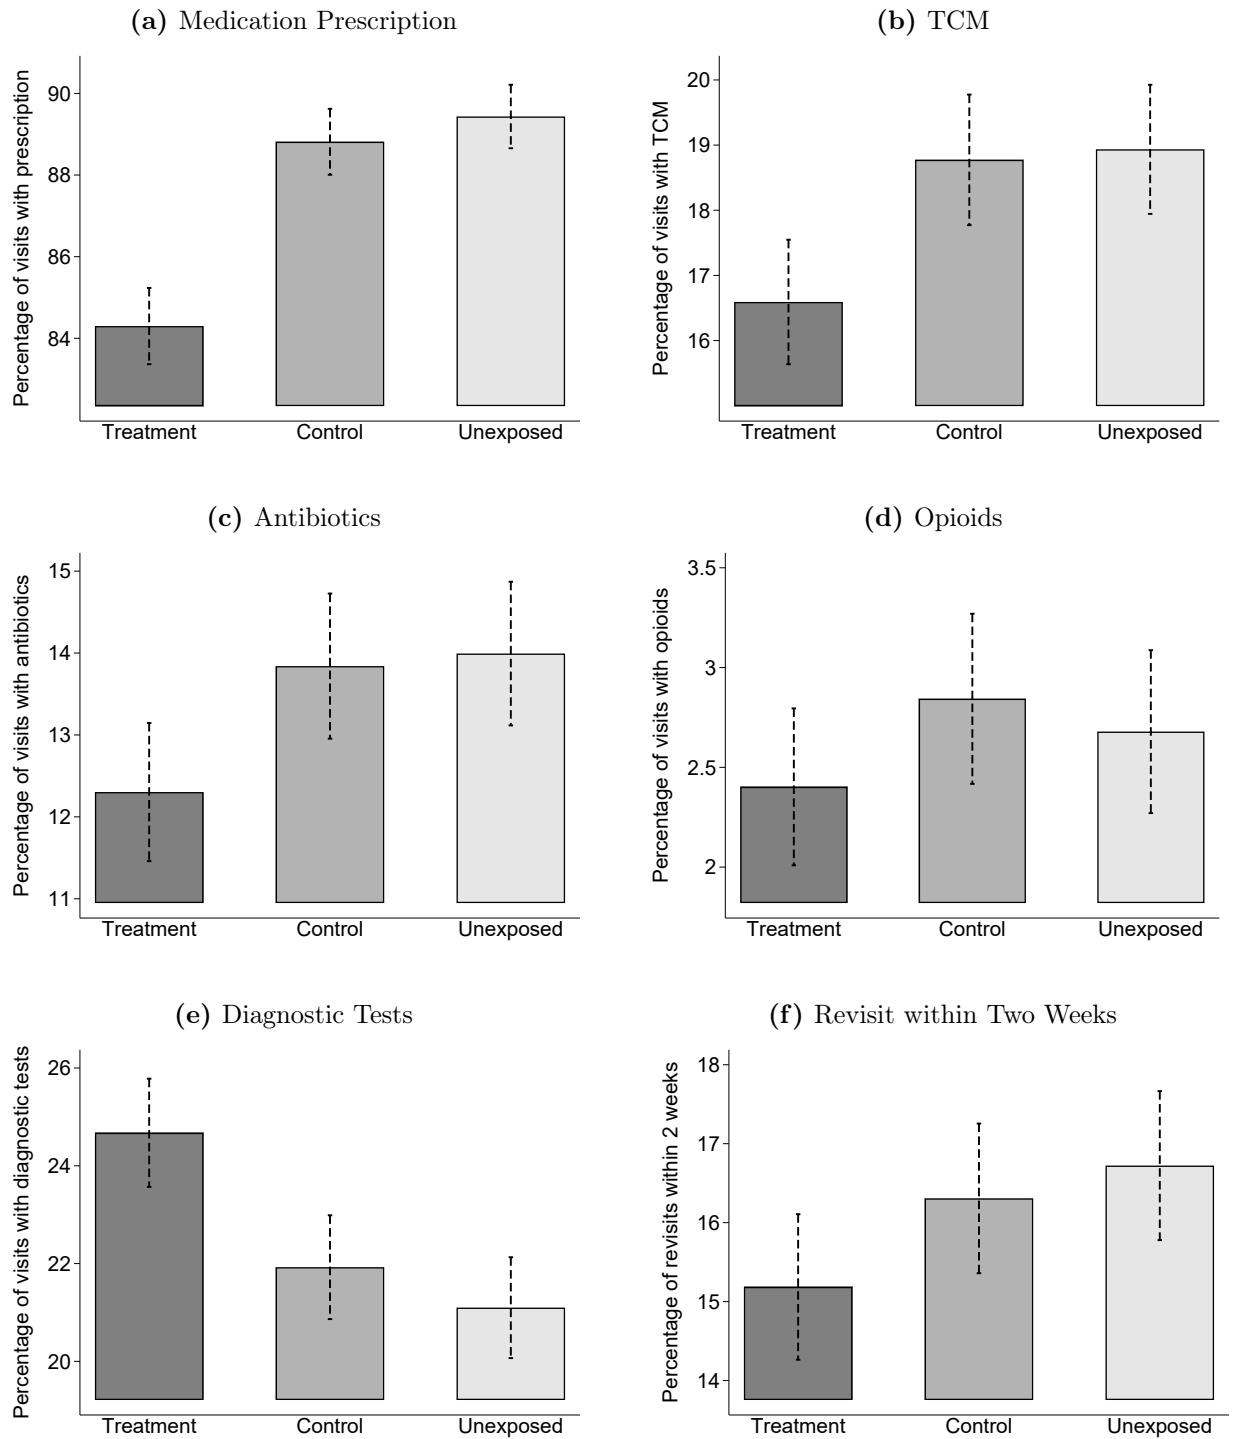 (a) Medication Prescription
Percentage of visits with prescription
90
88
86
84
Treatment Control Unexposed
(b) TCM
Percentage of visits with TCM
20
19
18
17
16
Treatment Control Unexposed
(c) Antibiotics
Percentage of visits with antibiotics
15
14
13
12
11
Treatment Control Unexposed
(d) Opioids
Percentage of visits with opioids
3.5
3
2.5
2
Treatment Control Unexposed
(e) Diagnostic Tests
Percentage of visits with diagnostic tests
26
24
22
20
Treatment Control Unexposed
(f) Revisit within Two Weeks
Percentage of revisits within 2 weeks
18
17
16
15
14
Treatment Control Unexposed